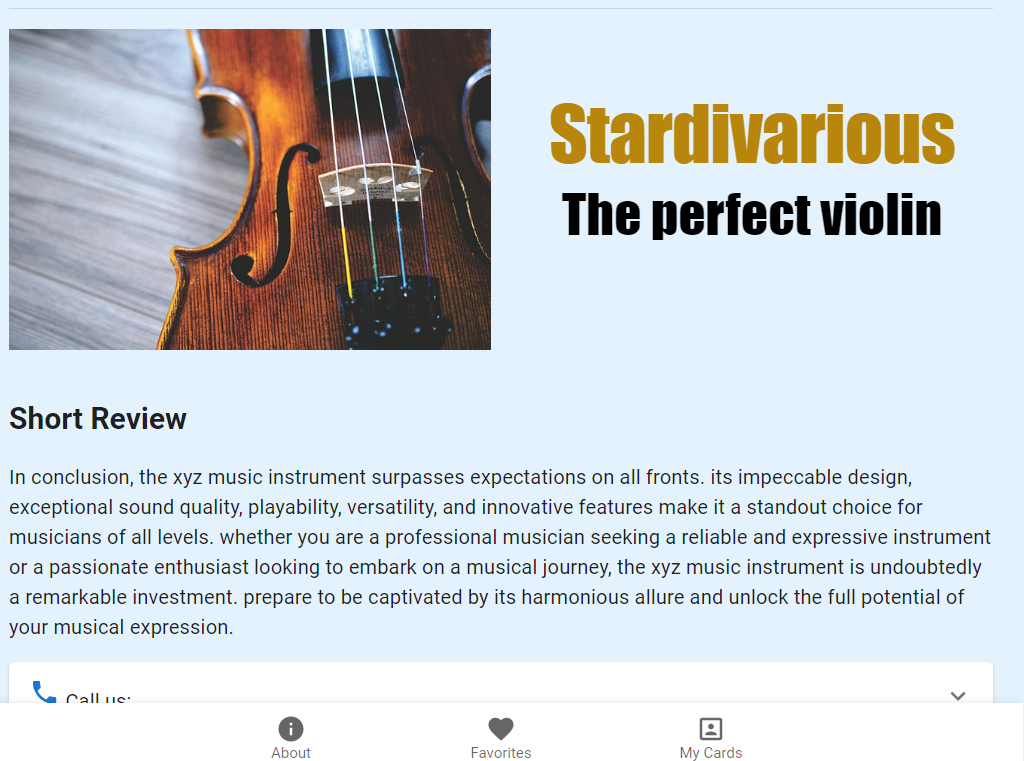 Stardivarious
The perfect violin
Short Review
In conclusion, the xyz music instrument surpasses expectations on all fronts. its impeccable design,
exceptional sound quality, playability, versatility, and innovative features make it a standout choice for
musicians of all levels. whether you are a professional musician seeking a reliable and expressive instrument
or a passionate enthusiast looking to embark on a musical journey, the xyz music instrument is undoubtedly
a remarkable investment. prepare to be captivated by its harmonious allure and unlock the full potential of
your musical expression.
Call us:
About
Favorites
My Cards